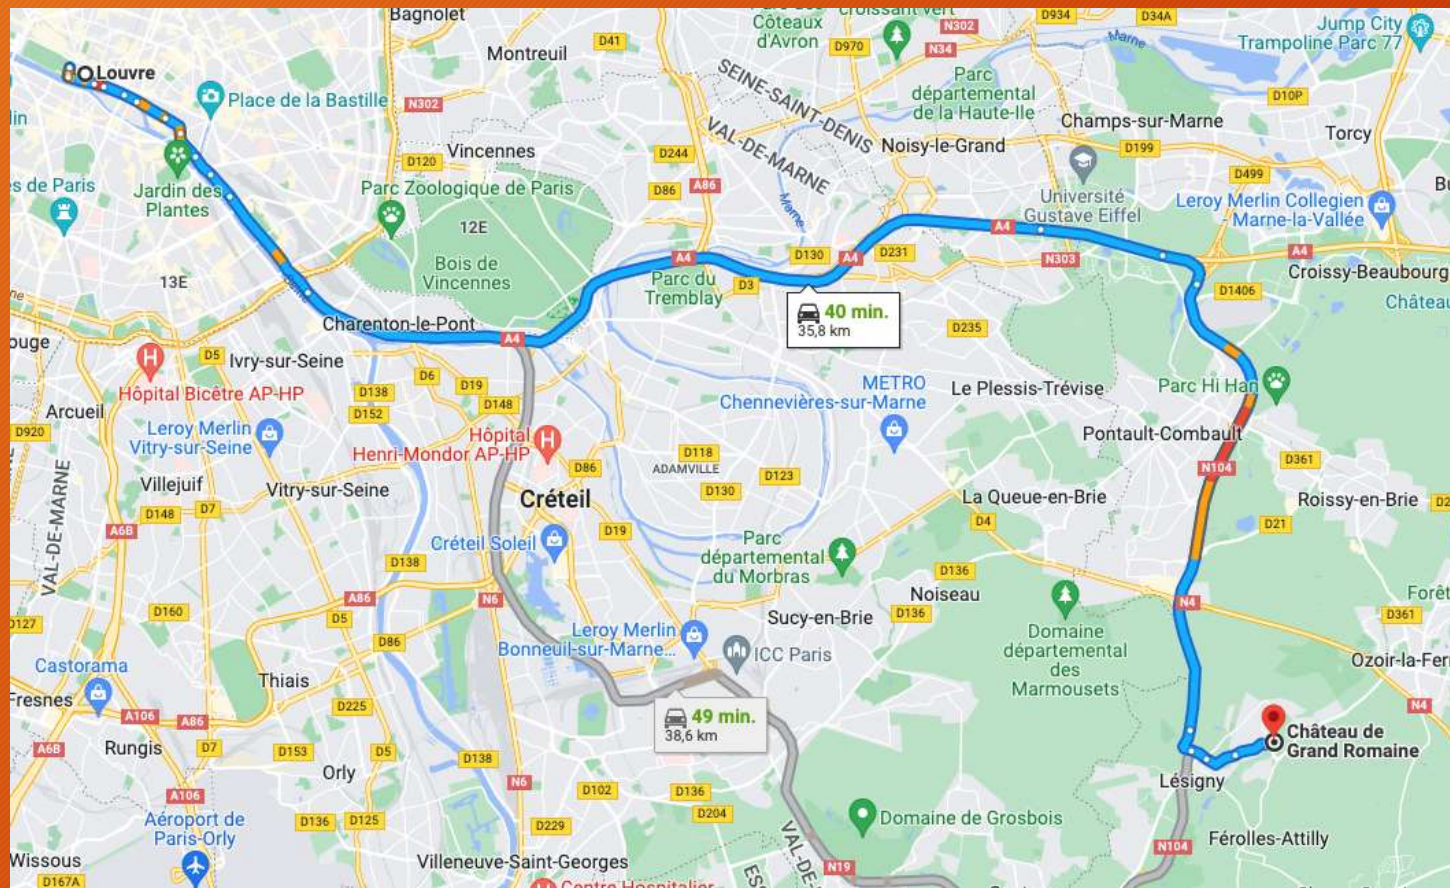 Bagnolet
Côteaux
d'Avron
croissant vert
N302
D934
D34A
Jump City
Trampoline Parc 77
Montreuil
D41
D970
N34
Marne
Louvre
Place de la Bastille
N302
SEINE-SAINT-DENIS
Parc
départemental
de la Haute-Ile
D10P
Champs-sur-Marne
Torcy
D120
Vincennes
D244
VAL-DE-MARNE
Noisy-le-Grand
D199
es de Paris
Jardin des
Plantes
Parc Zoologique de Paris
D86
A86
Marne
Université
Gustave Eiffel
D499
Leroy Merlin Collegien
- Marne-la-Vallée
12E
Bois de
Vincennes
13E
A4
Parc du
Tremblay
D3
D130
A4
D231
A4
N303
A4
Croissy-Beaubourg
D1406
Château
40 min.
35,8 km
Charenton-le-Pont
A4
D235
ouge
D5
Ivry-sur-Seine
Hôpital Bicêtre AP-HP
D6
D19
D138
D148
D152
METRO
Chennevières-sur-Marne
Le Plessis-Trévise
Parc Hi Han
Arcueil
D920
Leroy Merlin
Vitry-sur-Seine
Hôpital
Henri-Mondor AP-HP
D86
D118
ADAMVILLE
D123
D130
Pontault-Combault
N104
D361
VAL-DE-MARNE
Villejuif
Vitry-sur-Seine
Créteil
La Queue-en-Brie
Roissy-en-Brie
D148
D7
A6B
D19
D4
D21
Créteil Soleil
Parc
départemental
du Morbras
D138
D136
Noiseau
D136
Forêt
A86
N6
N4
D361
D127
D160
D5
D86
Sucy-en-Brie
Domaine
départemental
des
Marmousets
Leroy Merlin
Bonneuil-sur-Marne...
ICC Paris
Ozoir-la-Ferr
Castorama
Thiais
Fresnes
A106
A86
D225
N4
49 min.
38,6 km
Château de
Grand Romaine
A6B
Rungis
D7
D153
D5
D138
Orly
N6
Lésigny
A106
D102
D136
D204
Aéroport de
Paris-Orly
D136
D125
D229
Domaine de Grosbois
Férolles-Attilly
N104
Wissous
D167A
Villeneuve-Saint-Georges
N19
Centre Hospitalier